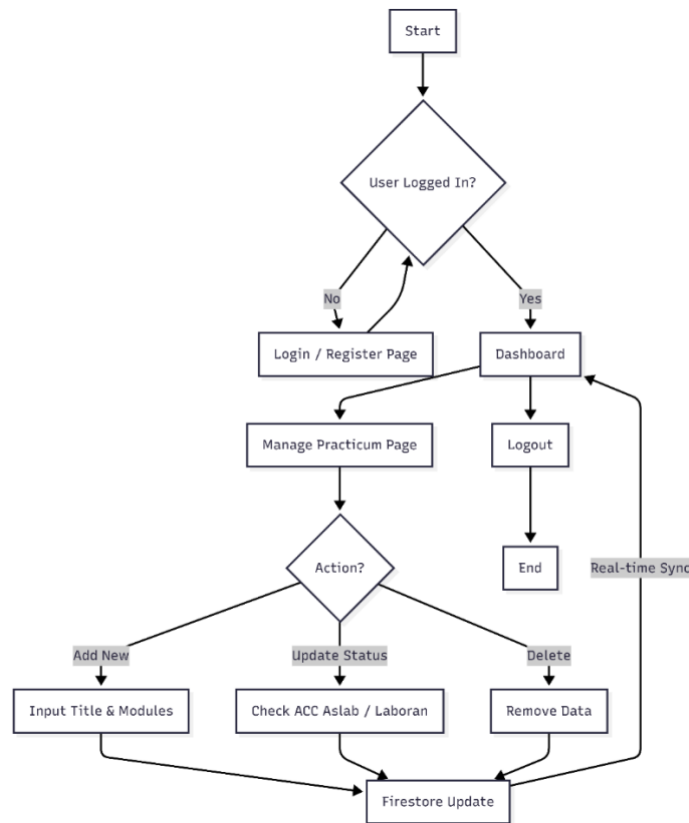 Start
User Logged In?
No
Yes
Login / Register Page
Dashboard
Manage Practicum Page
Logout
Action?
End
Real-time Sync
Add New
Update Status
Delete
Input Title & Modules
Check ACC Aslab / Laboran
Remove Data
Firestore Update